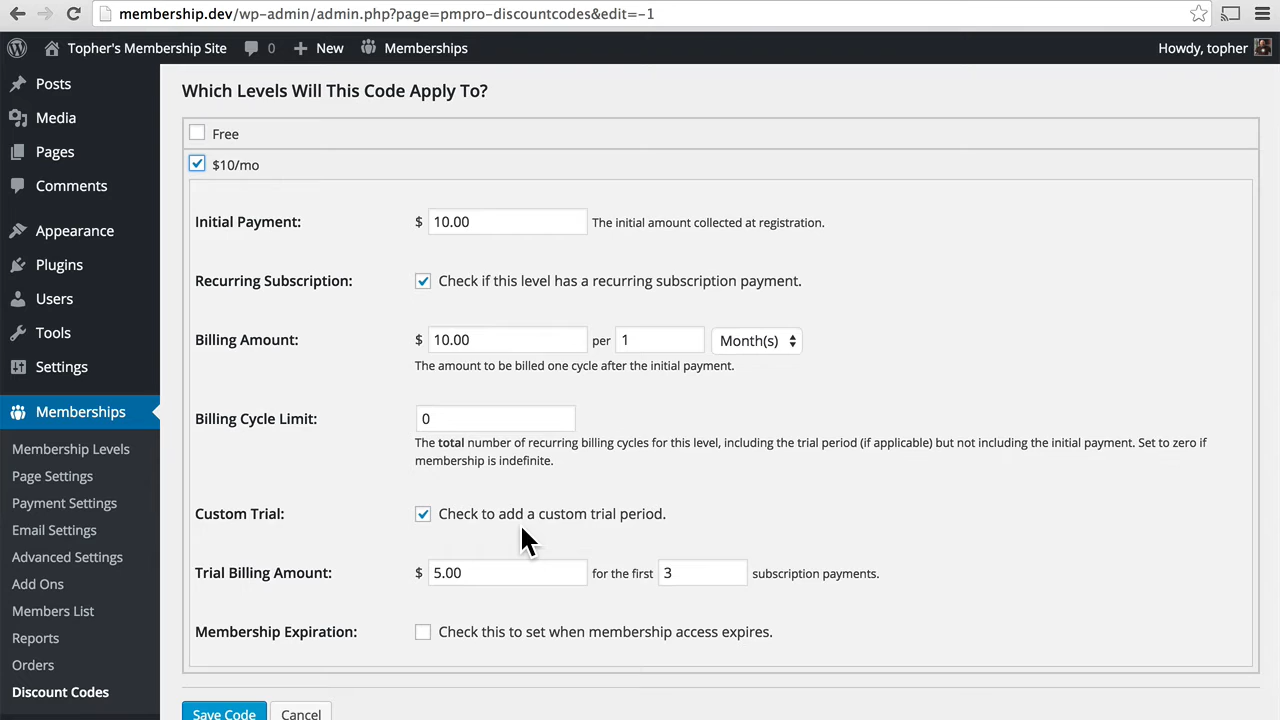 membership.dev/wp-admin/admin.php?page=pmpro-discountcodes&edit=-1
Topher's Membership Site 0 New Memberships Howdy, topher
Posts
Media
Pages
Comments
Appearance
Plugins
Users
Tools
Settings
Memberships
Membership Levels
Page Settings
Payment Settings
Email Settings
Advanced Settings
Add Ons
Members List
Reports
Orders
Discount Codes
Which Levels Will This Code Apply To?
Free
$10/mo
Initial Payment: $ 10.00 The initial amount collected at registration.
Recurring Subscription: Check if this level has a recurring subscription payment.
Billing Amount: $ 10.00 per 1 Month(s)
The amount to be billed one cycle after the initial payment.
Billing Cycle Limit: 0
The total number of recurring billing cycles for this level, including the trial period (if applicable) but not including the initial payment. Set to zero if
membership is indefinite.
Custom Trial: Check to add a custom trial period.
Trial Billing Amount: $ 5.00 for the first 3 subscription payments.
Membership Expiration: Check this to set when membership access expires.
Save Code Cancel